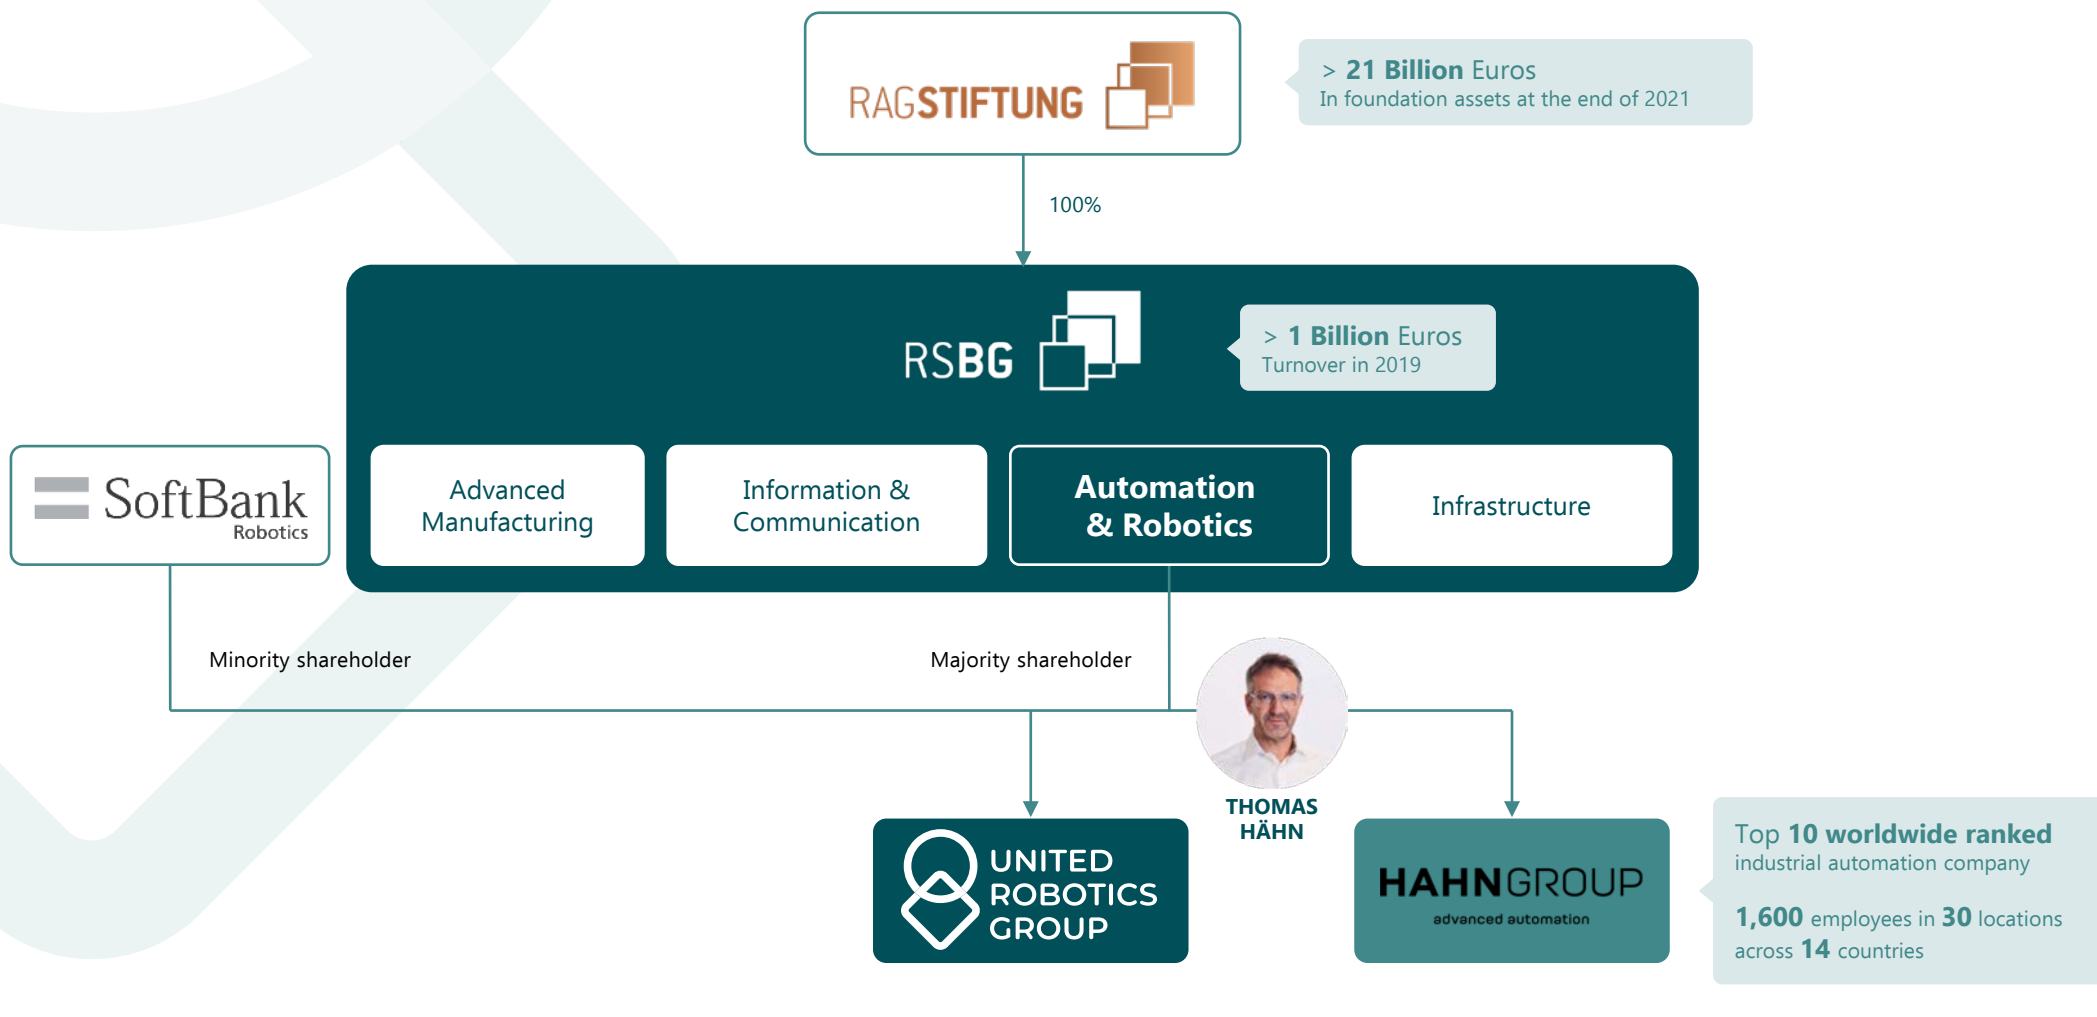 RAGSTIFTUNG
> 21 Billion Euros
In foundation assets at the end of 2021
100%
RSBG
> 1 Billion Euros
Turnover in 2019
SoftBank
Robotics
Advanced
Manufacturing
Information &
Communication
Automation
& Robotics
Infrastructure
Minority shareholder
Majority shareholder
THOMAS
HÄHN
UNITED
ROBOTICS
GROUP
HAHNGROUP
advanced automation
Top 10 worldwide ranked
industrial automation company
1,600 employees in 30 locations
across 14 countries